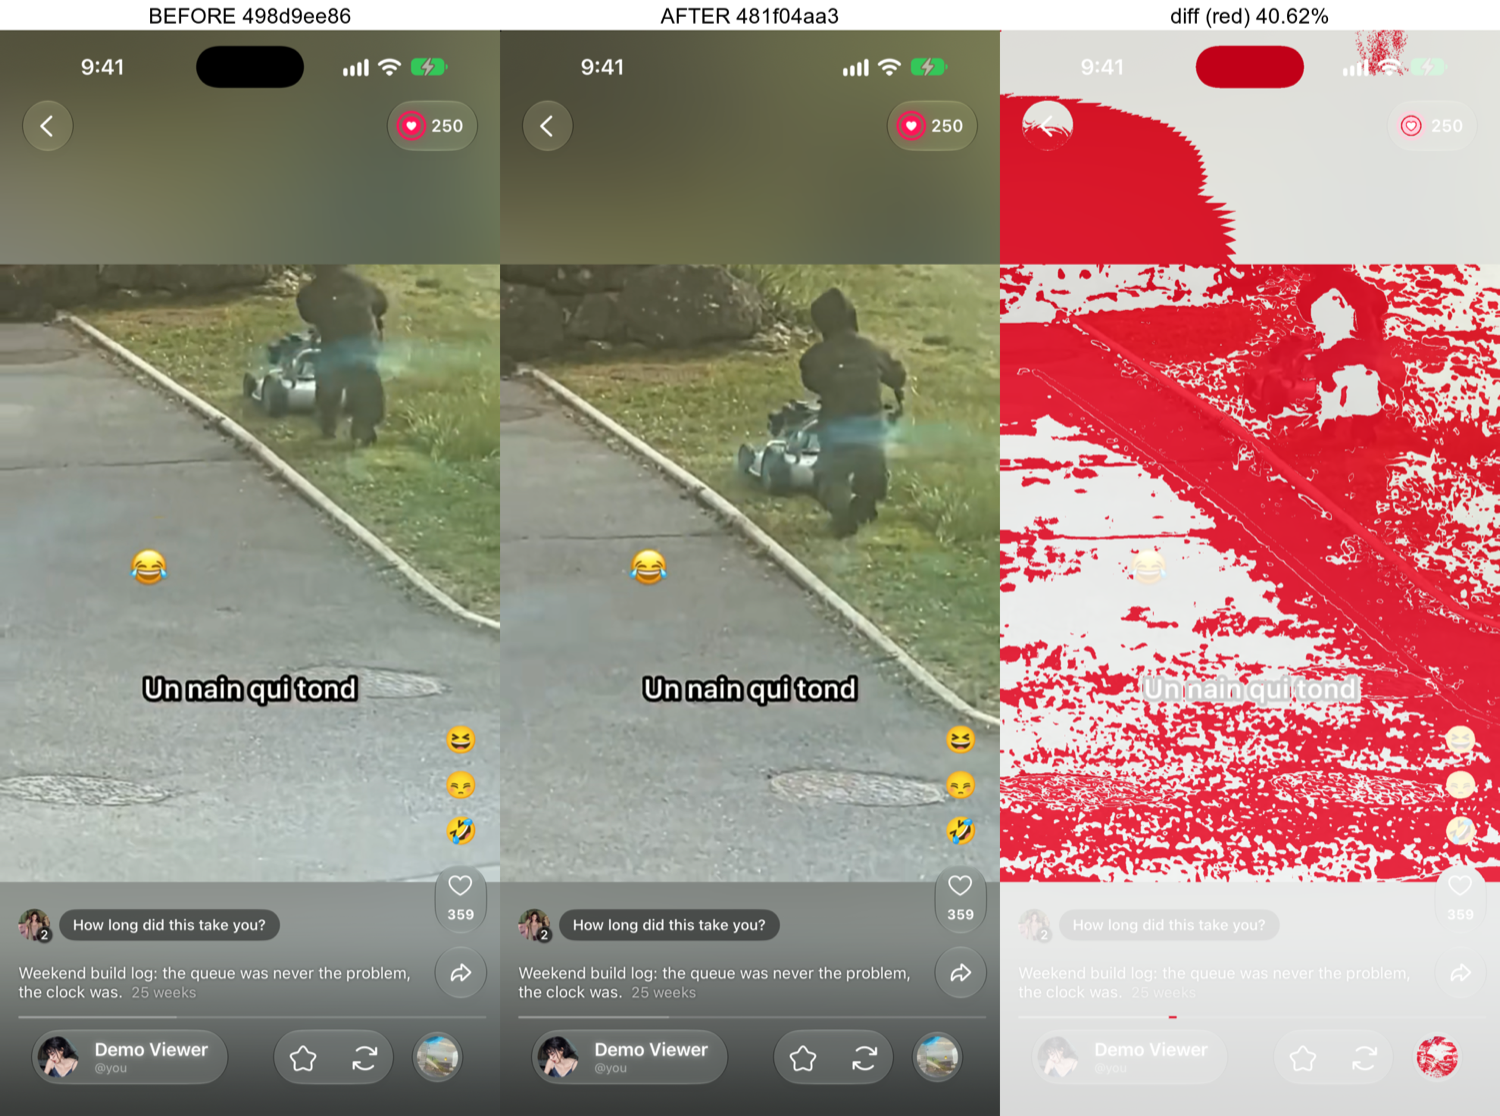 BEFORE 498d9ee86
9:41
250
Un nain qui tond
359
2
How long did this take you?
Weekend build log: the queue was never the problem,
the clock was. 25 weeks
Demo Viewer
@you
AFTER 481f04aa3
9:41
250
Un nain qui tond
359
2
How long did this take you?
Weekend build log: the queue was never the problem,
the clock was. 25 weeks
Demo Viewer
@you
diff (red) 40.62%
9:41
250
Un nain qui tond
359
2
How long did this take you?
Weekend build log: the queue was never the problem,
the clock was. 25 weeks
Demo Viewer
@you